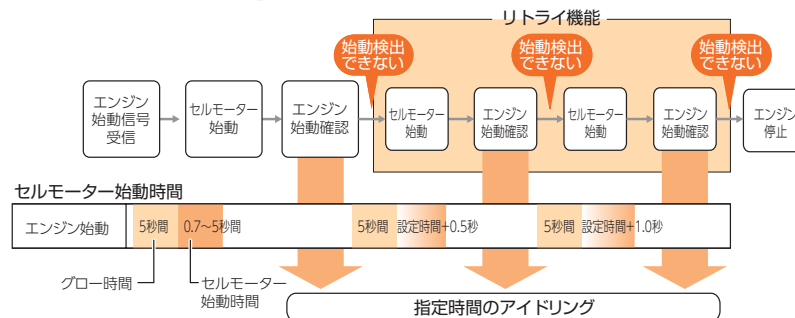 リトライ機能
始動検出
できない
始動検出
できない
始動検出
できない
エンジン
始動信号
受信
セルモーター
始動
エンジン
始動確認
セルモーター
始動
エンジン
始動確認
セルモーター
始動
エンジン
始動確認
エンジン
停止
セルモーター始動時間
エンジン始動
5秒間
0.7〜5秒間
5秒間
設定時間+0.5秒
5秒間
設定時間+1.0秒
グロー時間
セルモーター
始動時間
指定時間のアイドリング